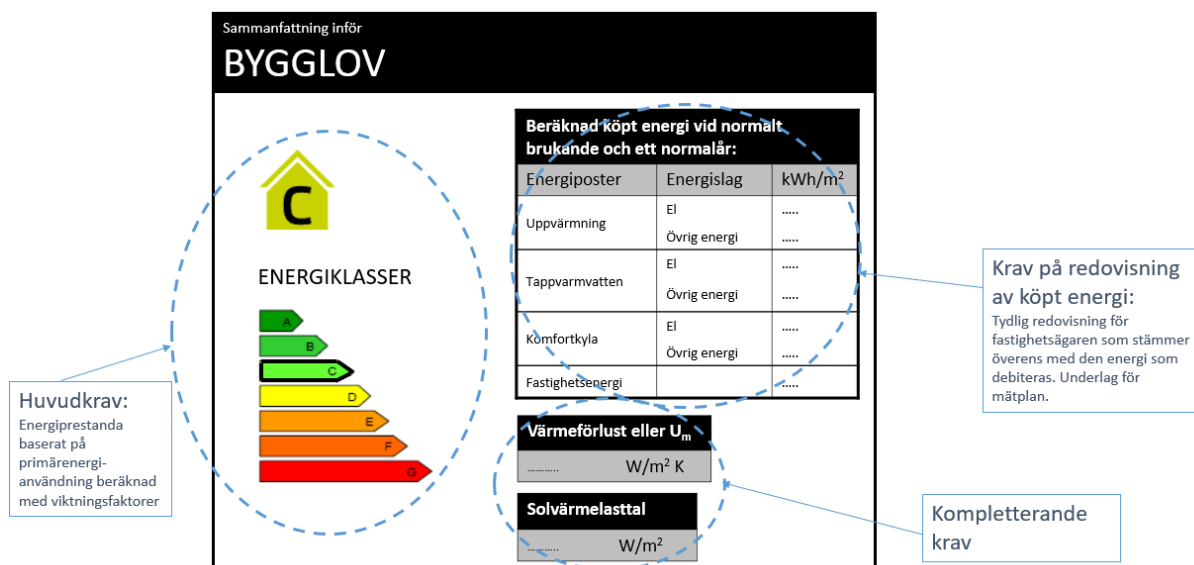 Sammanfattning inför
BYGGLOV
C
ENERGIKLASSER
A
B
C
D
E
F
G
Huvudkrav:
Energiprestanda
baserat på
primärenergi-
användning beräknad
med viktningsfaktorer
Beräknad köpt energi vid normalt
brukande och ett normalår:
Energiposter Energislag kWh/m²
Uppvärmning
El .....
Övrig energi .....
Tappvarmvatten
El .....
Övrig energi .....
Komfortkyla
El .....
Övrig energi .....
Fastighetsenergi .....
Värmeförlust eller Uₘ
........... W/m² K
Solvärmelasttal
........... W/m²
Krav på redovisning
av köpt energi:
Tydlig redovisning för
fastighetsägaren som stämmer
överens med den energi som
debiteras. Underlag för
mätplan.
Kompletterande
krav